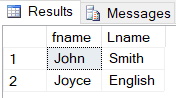 Results Messages
fname Lname
1 John Smith
2 Joyce English